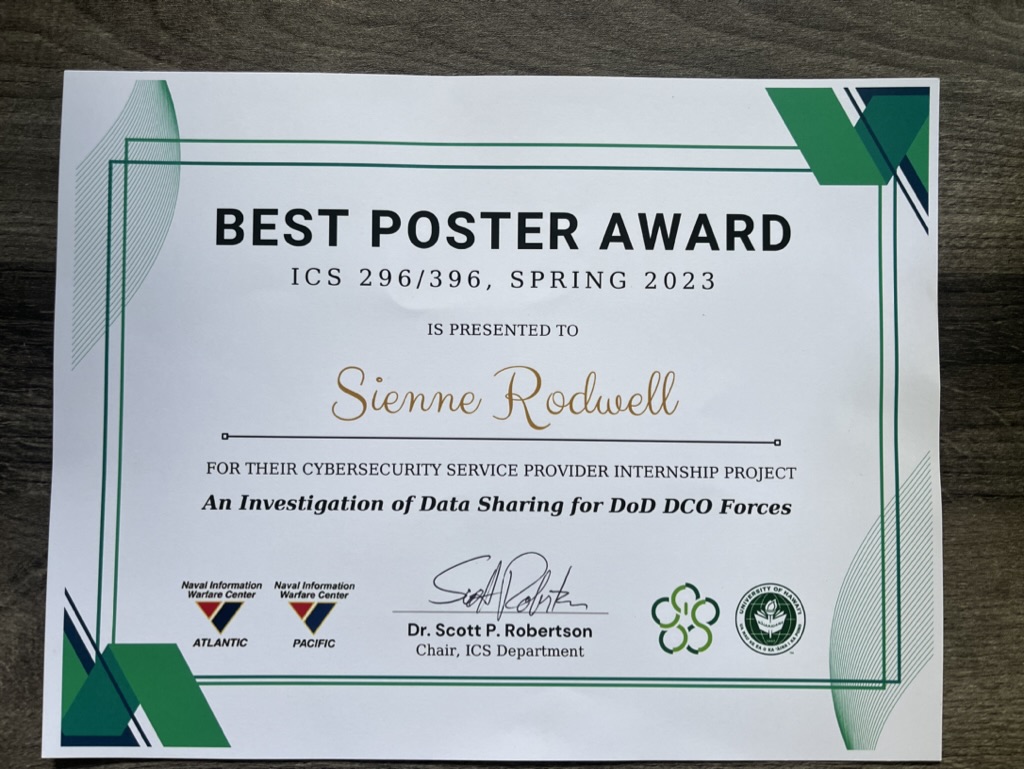 BEST POSTER AWARD
ICS 296/396, SPRING 2023
IS PRESENTED TO
Sienne Rodwell
FOR THEIR CYBERSECURITY SERVICE PROVIDER INTERNSHIP PROJECT
An Investigation of Data Sharing for DoD DCO Forces
Naval Information
Warfare Center
ATLANTIC
Naval Information
Warfare Center
PACIFIC
Scott Robertson
Dr. Scott P. Robertson
Chair, ICS Department
UNIVERSITY OF HAWAI'I